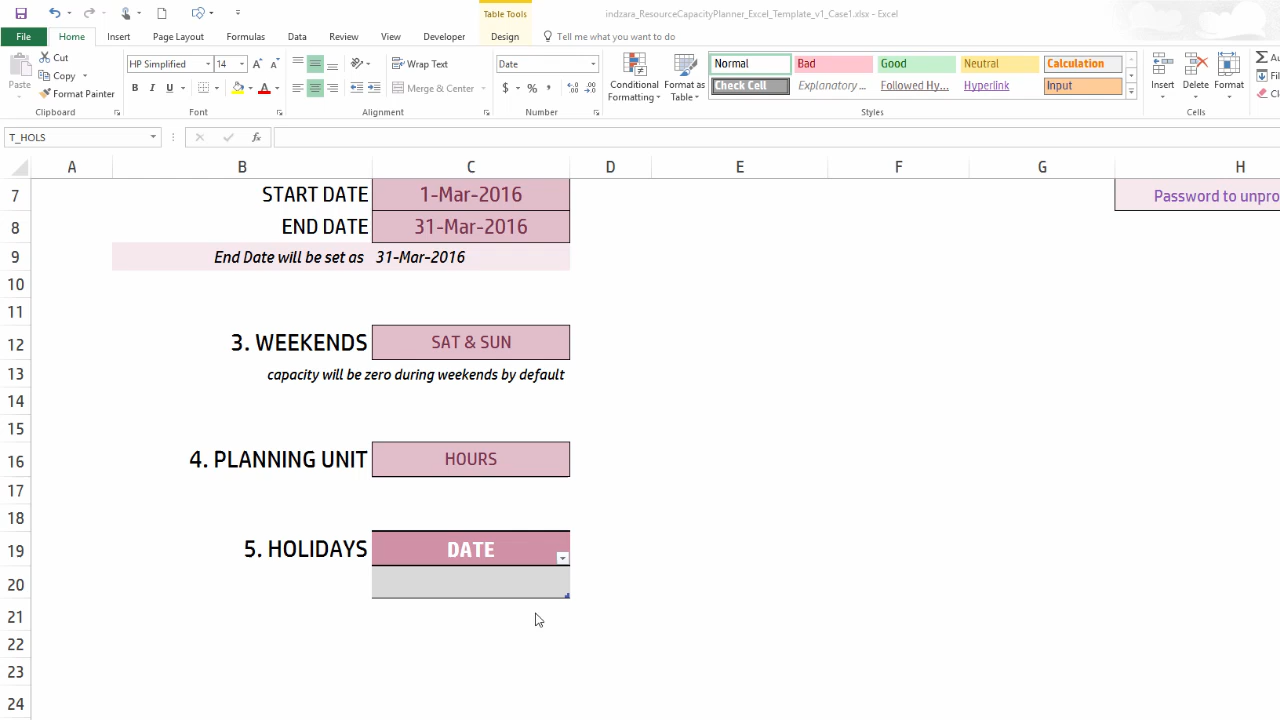 Table Tools
indzara_ResourceCapacityPlanner_Excel_Template_v1_Case1.xlsx - Excel
File Home Insert Page Layout Formulas Data Review View Developer Design Tell me what you want to do
Paste
Cut
Copy
Format Painter
Clipboard
HP Simplified 14 A A
B I U A
Font
Wrap Text
Merge & Center
Alignment
Date
$ % ,
Number
Conditional Formatting
Format as Table
Normal Bad Good Neutral Calculation
Check Cell Explanatory ... Followed Hy... Hyperlink Input
Styles
Insert Delete Format
Cells
T_HOLS
fx
A B C D E F G H
7 START DATE 1-Mar-2016 Password to unpro
8 END DATE 31-Mar-2016
9 End Date will be set as 31-Mar-2016
10
11
12 3. WEEKENDS SAT & SUN
13 capacity will be zero during weekends by default
14
15
16 4. PLANNING UNIT HOURS
17
18
19 5. HOLIDAYS DATE
20
21
22
23
24